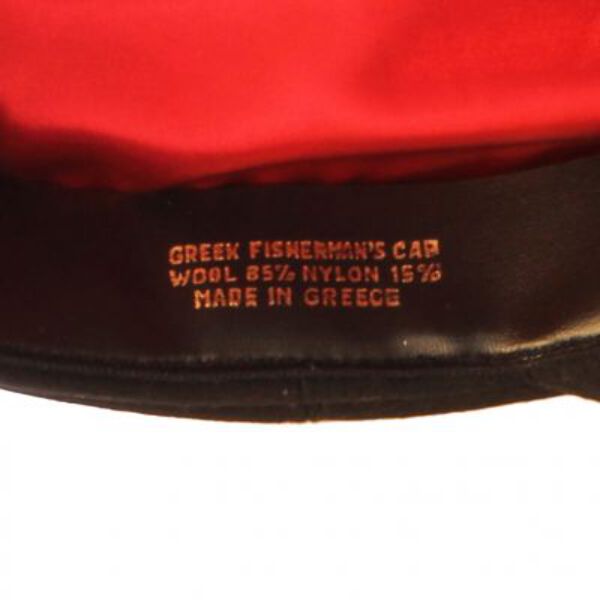 GREEK FISHERMAN'S CAP
WOOL 85% NYLON 15%
MADE IN GREECE